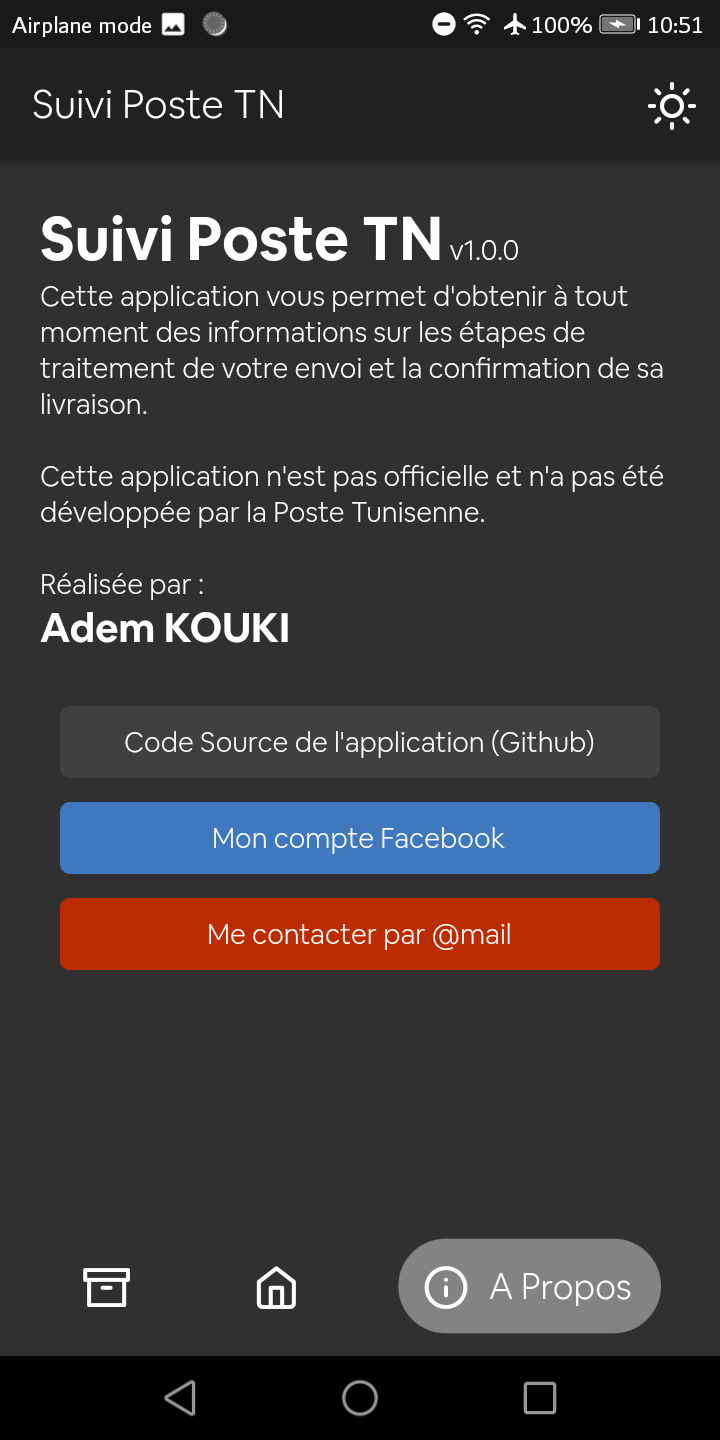 Airplane mode 100% 10:51
Suivi Poste TN
Suivi Poste TN v1.0.0
Cette application vous permet d'obtenir à tout
moment des informations sur les étapes de
traitement de votre envoi et la confirmation de sa
livraison.
Cette application n'est pas officielle et n'a pas été
développée par la Poste Tunisenne.
Réalisée par :
Adem KOUKI
Code Source de l'application (Github)
Mon compte Facebook
Me contacter par @mail
A Propos